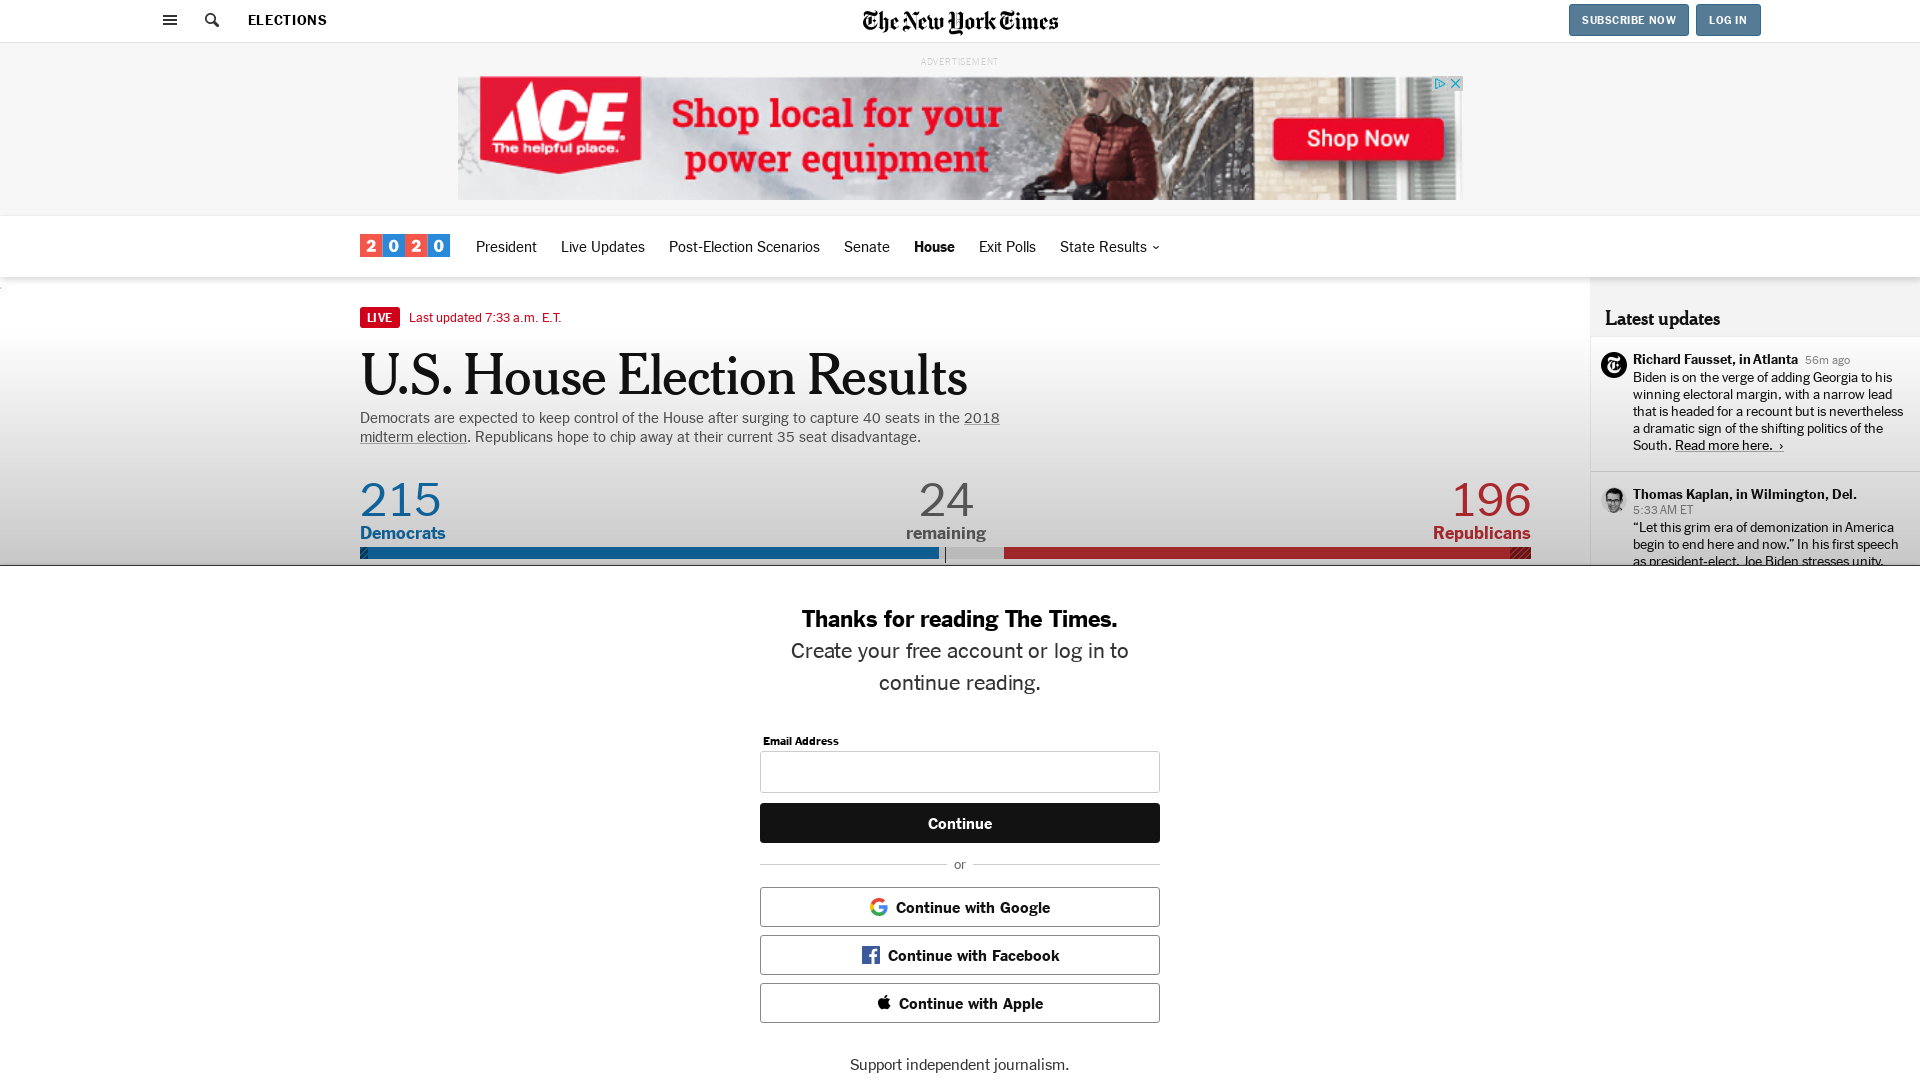 ELECTIONS
The New York Times
SUBSCRIBE NOW
LOG IN
ADVERTISEMENT
ACE
The helpful place.
Shop local for your
power equipment
Shop Now
2020
President
Live Updates
Post-Election Scenarios
Senate
House
Exit Polls
State Results
LIVE
Last updated 7:33 a.m. E.T.
U.S. House Election Results
Democrats are expected to keep control of the House after surging to capture 40 seats in the 2018
midterm election. Republicans hope to chip away at their current 35 seat disadvantage.
215
Democrats
24
remaining
196
Republicans
Latest updates
Richard Fausset, in Atlanta 56m ago
Biden is on the verge of adding Georgia to his
winning electoral margin, with a narrow lead
that is headed for a recount but is nevertheless
a dramatic sign of the shifting politics of the
South. Read more here. ›
Thomas Kaplan, in Wilmington, Del.
5:33 AM ET
“Let this grim era of demonization in America
begin to end here and now.” In his first speech
as president-elect, Joe Biden stresses unity.
Thanks for reading The Times.
Create your free account or log in to
continue reading.
Email Address
Continue
or
Continue with Google
Continue with Facebook
Continue with Apple
Support independent journalism.